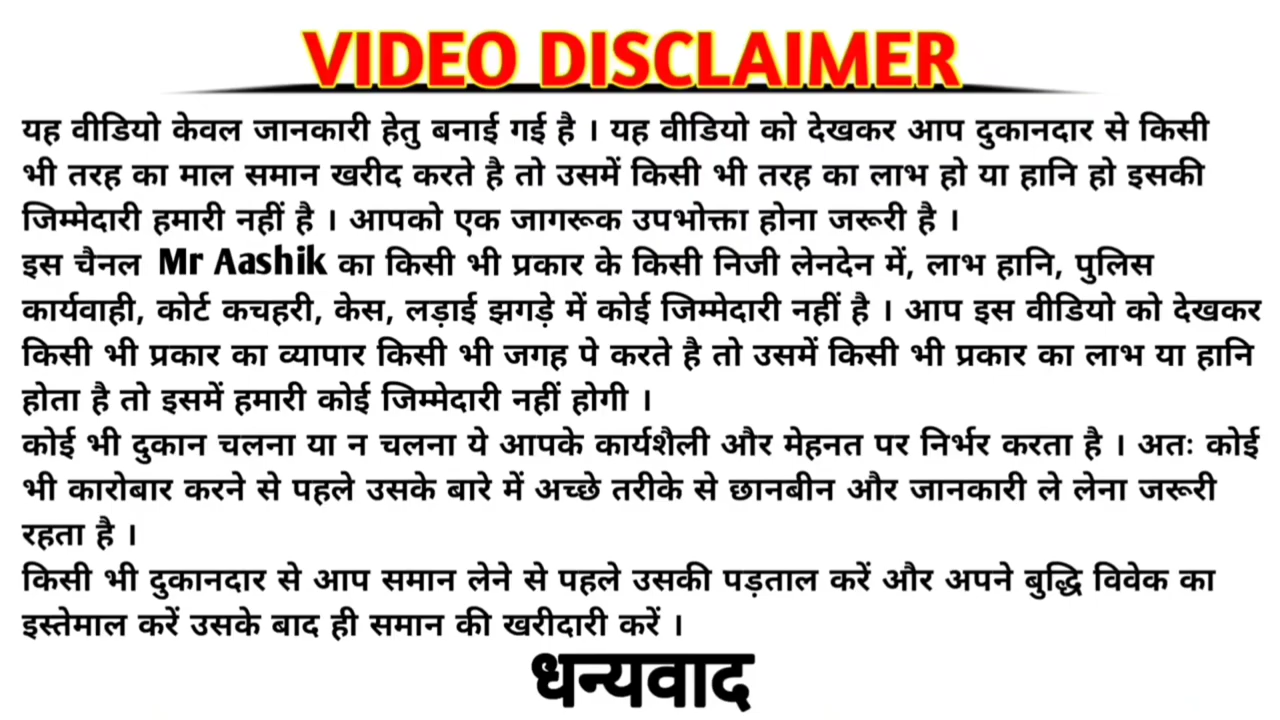 VIDEO DISCLAIMER
यह वीडियो केवल जानकारी हेतु बनाई गई है । यह वीडियो को देखकर आप दुकानदार से किसी
भी तरह का माल समान खरीद करते है तो उसमें किसी भी तरह का लाभ हो या हानि हो इसकी
जिम्मेदारी हमारी नहीं है । आपको एक जागरूक उपभोक्ता होना जरूरी है ।
इस चैनल Mr Aashik का किसी भी प्रकार के किसी निजी लेनदेन में, लाभ हानि, पुलिस
कार्यवाही, कोर्ट कचहरी, केस, लड़ाई झगड़े में कोई जिम्मेदारी नहीं है । आप इस वीडियो को देखकर
किसी भी प्रकार का व्यापार किसी भी जगह पे करते है तो उसमें किसी भी प्रकार का लाभ या हानि
होता है तो इसमें हमारी कोई जिम्मेदारी नहीं होगी ।
कोई भी दुकान चलना या न चलना ये आपके कार्यशैली और मेहनत पर निर्भर करता है । अतः कोई
भी कारोबार करने से पहले उसके बारे में अच्छे तरीके से छानबीन और जानकारी ले लेना जरूरी
रहता है ।
किसी भी दुकानदार से आप समान लेने से पहले उसकी पड़ताल करें और अपने बुद्धि विवेक का
इस्तेमाल करें उसके बाद ही समान की खरीदारी करें ।
धन्यवाद